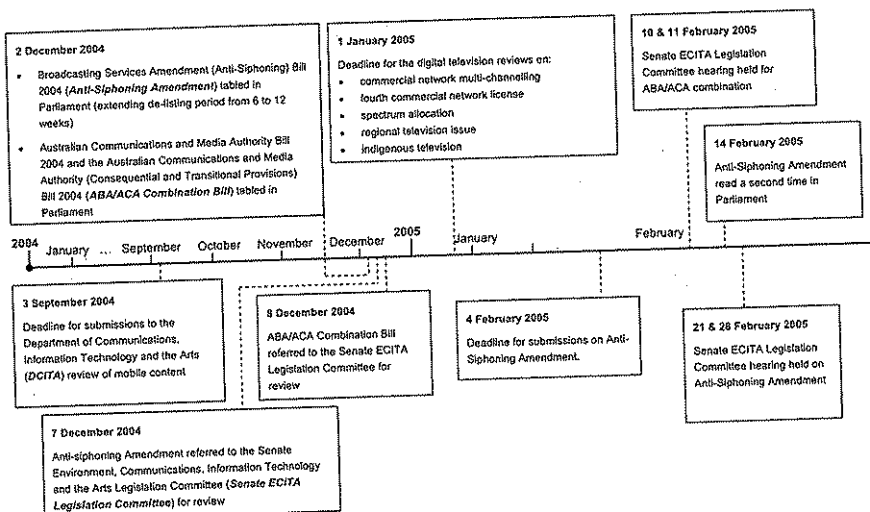 2 December 2004
• Broadcasting Services Amendment (Anti-Siphoning) Bill
2004 (Anti-Siphoning Amendment) tabled in
Parliament (extending de-listing period from 6 to 12
weeks)
• Australian Communications and Media Authority Bill
2004 and the Australian Communications and Media
Authority (Consequential and Transitional Provisions)
Bill 2004 (ABA/ACA Combination Bill) tabled in
Parliament
1 January 2005
Deadline for the digital television reviews on:
• commercial network multi-channelling
• fourth commercial network license
• spectrum allocation
• regional television issue
• indigenous television
10 & 11 February 2005
Senate ECITA Legislation
Committee hearing held for
ABA/ACA combination
14 February 2005
Anti-Siphoning Amendment
read a second time in
Parliament
2004 January ... September October November December 2005 January February
3 September 2004
Deadline for submissions to the
Department of Communications,
Information Technology and the Arts
(DCITA) review of mobile content
8 December 2004
ABA/ACA Combination Bill
referred to the Senate ECITA
Legislation Committee for
review
4 February 2005
Deadline for submissions on Anti-
Siphoning Amendment.
21 & 28 February 2005
Senate ECITA Legislation
Committee hearing held on
Anti-Siphoning Amendment
7 December 2004
Anti-siphoning Amendment referred to the Senate
Environment, Communications, Information Technology
and the Arts Legislation Committee (Senate ECITA
Legislation Committee) for review